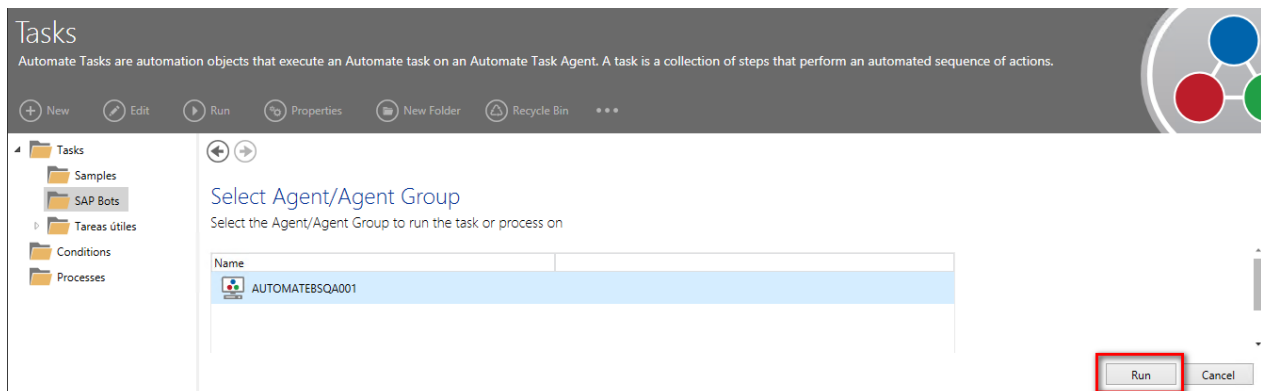 Tasks
Automate Tasks are automation objects that execute an Automate task on an Automate Task Agent. A task is a collection of steps that perform an automated sequence of actions.
New Edit Run Properties New Folder Recycle Bin
Tasks
Samples
SAP Bots
Tareas útiles
Conditions
Processes
Select Agent/Agent Group
Select the Agent/Agent Group to run the task or process on
Name
AUTOMATEBSQA001
Run Cancel